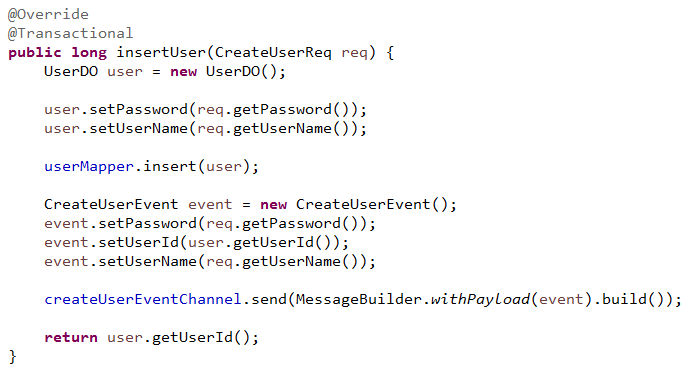 @Override
@Transactional
public long insertUser(CreateUserReq req) {
    UserDO user = new UserDO();

    user.setPassword(req.getPassword());
    user.setUserName(req.getUserName());

    userMapper.insert(user);

    CreateUserEvent event = new CreateUserEvent();
    event.setPassword(req.getPassword());
    event.setUserId(user.getUserId());
    event.setUserName(req.getUserName());

    createUserEventChannel.send(MessageBuilder.withPayload(event).build());

    return user.getUserId();
}